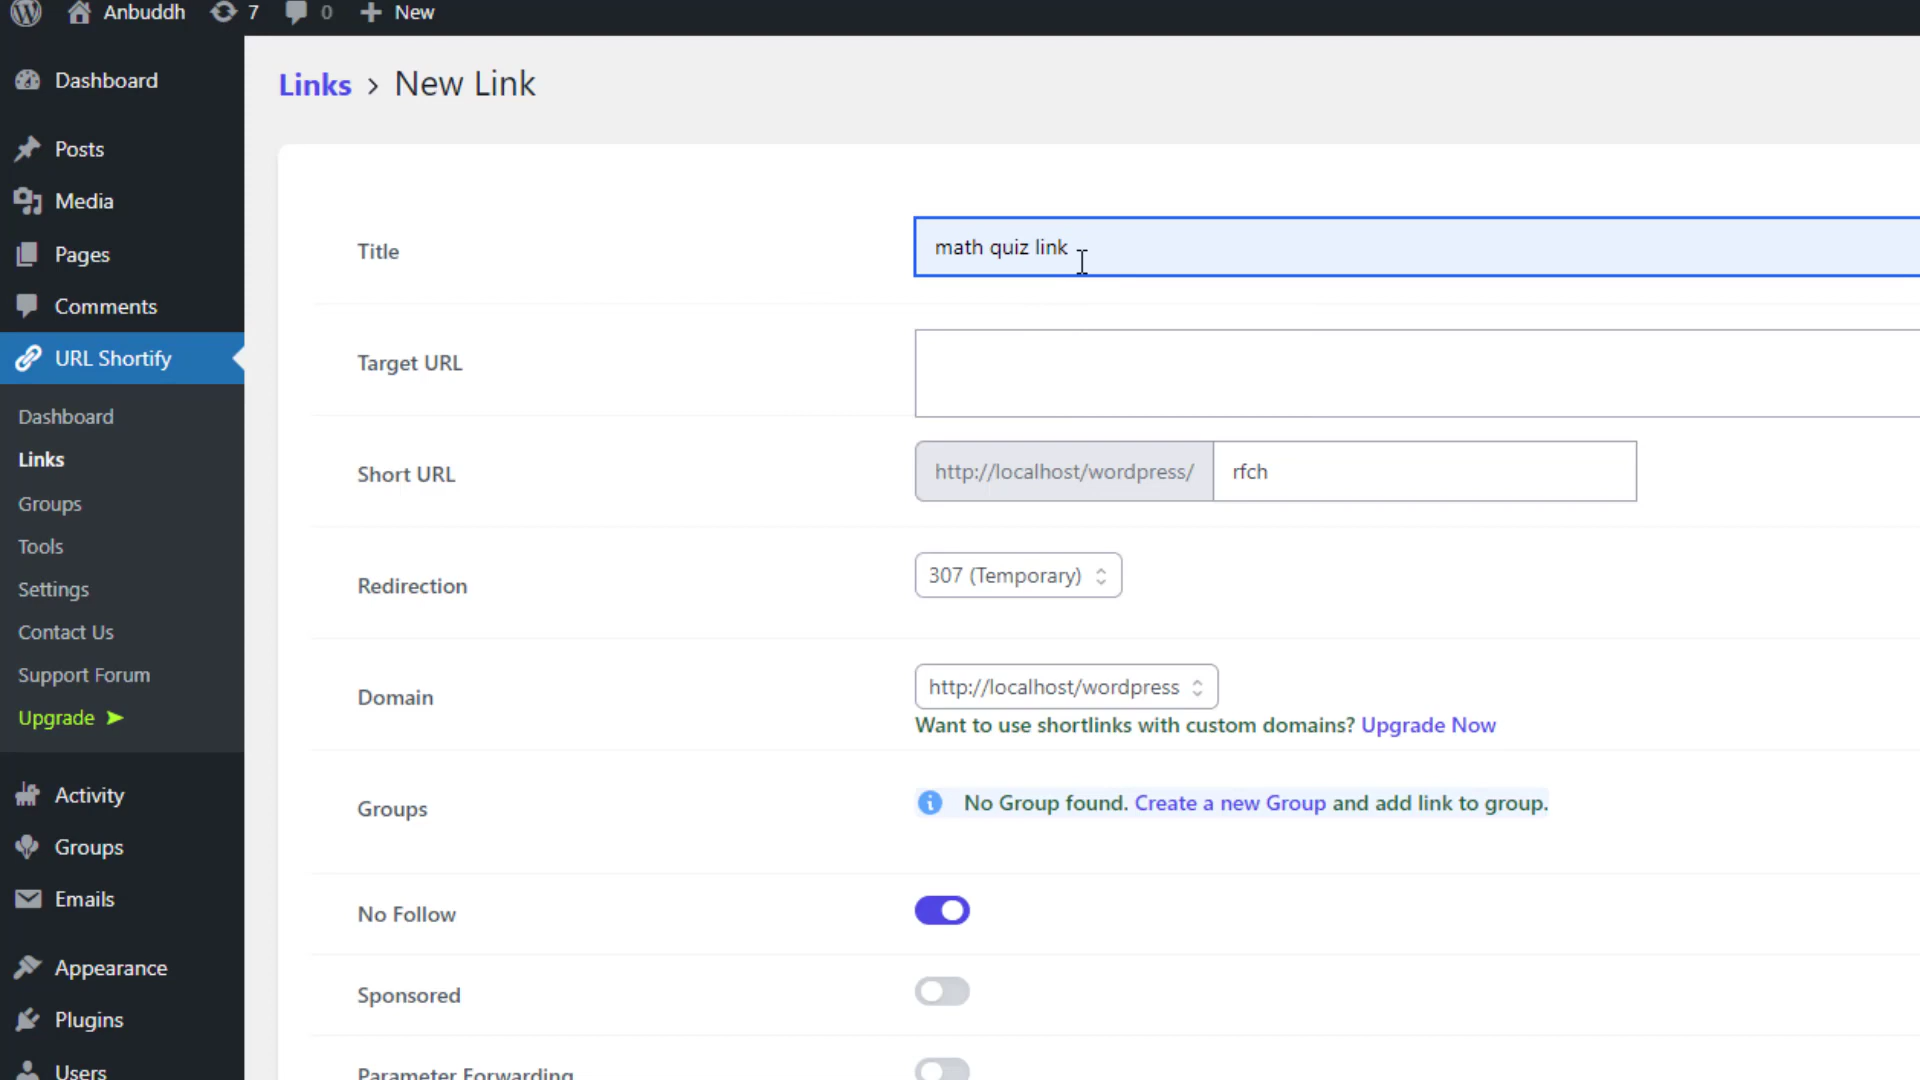 Anbuddh 7 0 New
Dashboard
Posts
Media
Pages
Comments
URL Shortify
Dashboard
Links
Groups
Tools
Settings
Contact Us
Support Forum
Upgrade ➤
Activity
Groups
Emails
Appearance
Plugins
Users
Links > New Link
Title
math quiz link
Target URL
Short URL
http://localhost/wordpress/ rfch
Redirection
307 (Temporary)
Domain
http://localhost/wordpress
Want to use shortlinks with custom domains? Upgrade Now
Groups
No Group found. Create a new Group and add link to group.
No Follow
Sponsored
Parameter Forwarding